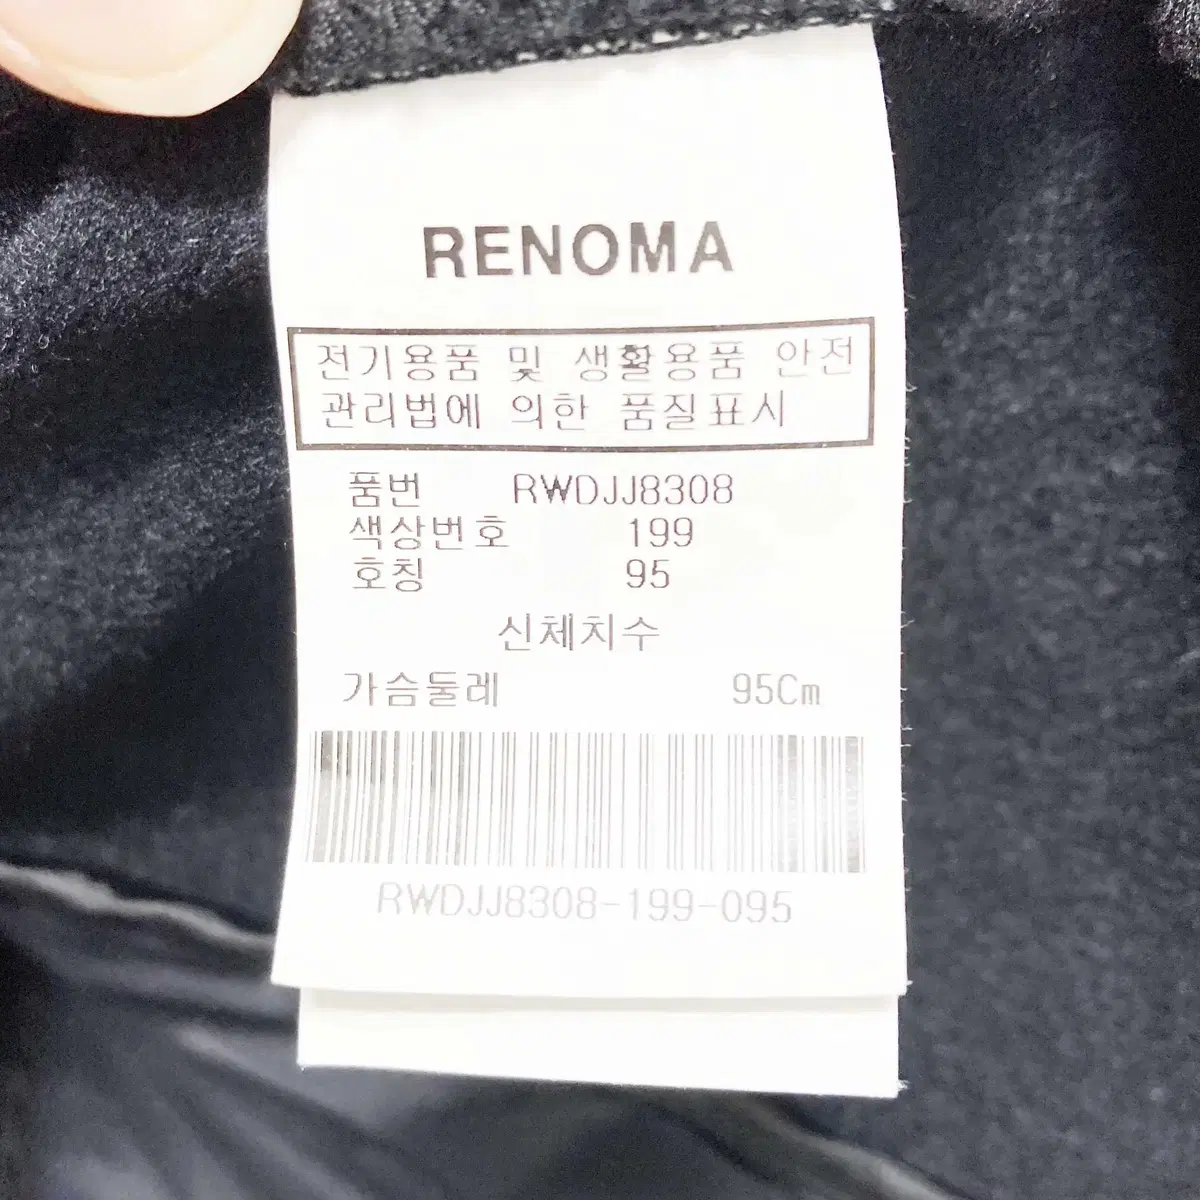 RENOMA
전기용품 및 생활용품 안전
관리법에 의한 품질표시
품번 RWDJJ8308
색상번호 199
호칭 95
신체치수
가슴둘레 95Cm
RWDJJ8308-199-095